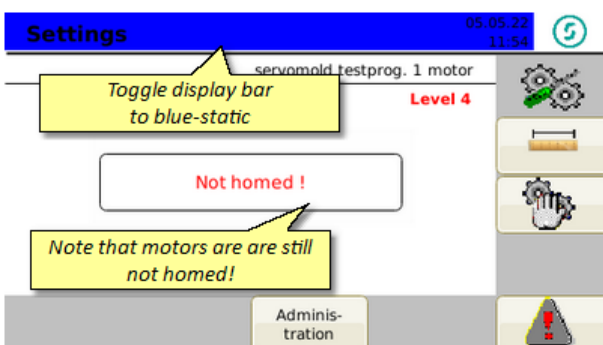 Settings
05.05.22
11:54
Toggle display bar
to blue-static
servomold testprog. 1 motor
Level 4
Not homed !
Note that motors are are still
not homed!
Adminis-
tration